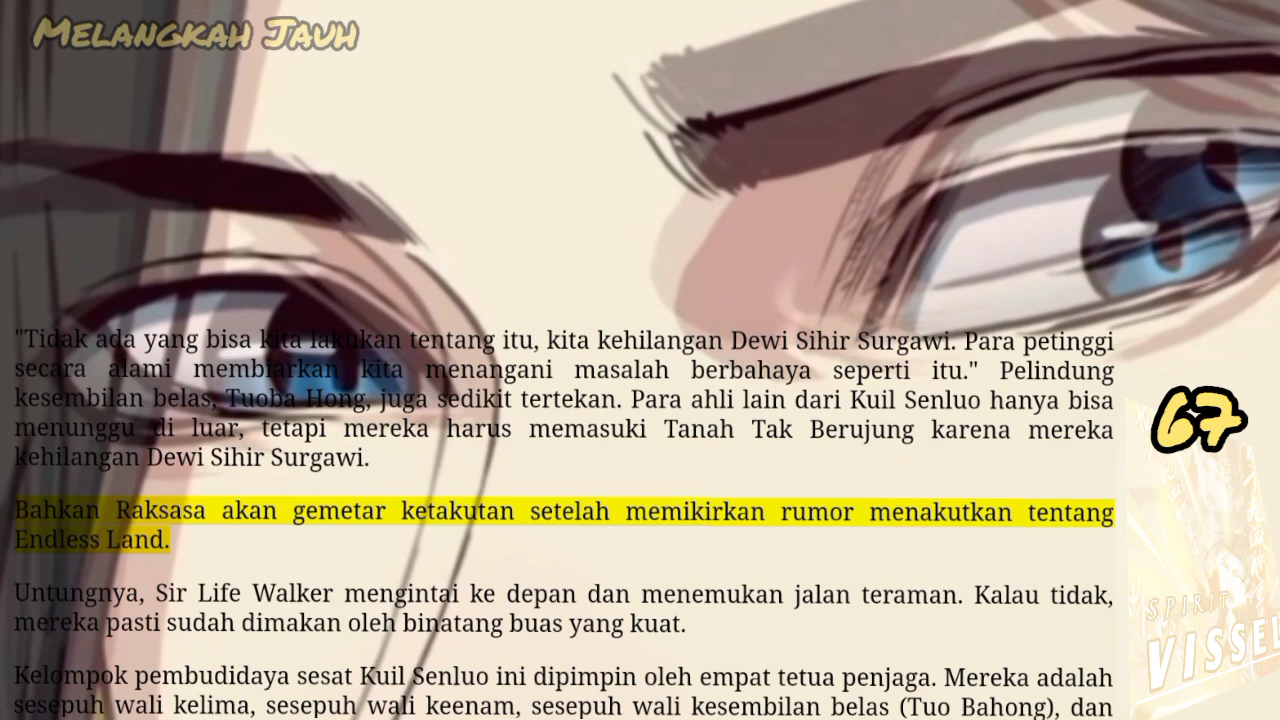 Melangkah Jauh
"Tidak ada yang bisa kita lakukan tentang itu, kita kehilangan Dewi Sihir Surgawi. Para petinggi
secara alami membiarkan kita menangani masalah berbahaya seperti itu." Pelindung
kesembilan belas, Tuoba Hong, juga sedikit tertekan. Para ahli lain dari Kuil Senluo hanya bisa
menunggu di luar, tetapi mereka harus memasuki Tanah Tak Berujung karena mereka
kehilangan Dewi Sihir Surgawi.
67
Bahkan Raksasa akan gemetar ketakutan setelah memikirkan rumor menakutkan tentang
Endless Land.
Untungnya, Sir Life Walker mengintai ke depan dan menemukan jalan teraman. Kalau tidak,
mereka pasti sudah dimakan oleh binatang buas yang kuat.
SPIRIT
VISSEL
Kelompok pembudidaya sesat Kuil Senluo ini dipimpin oleh empat tetua penjaga. Mereka adalah
sesepuh wali kelima, sesepuh wali keenam, sesepuh wali kesembilan belas (Tuo Bahong), dan